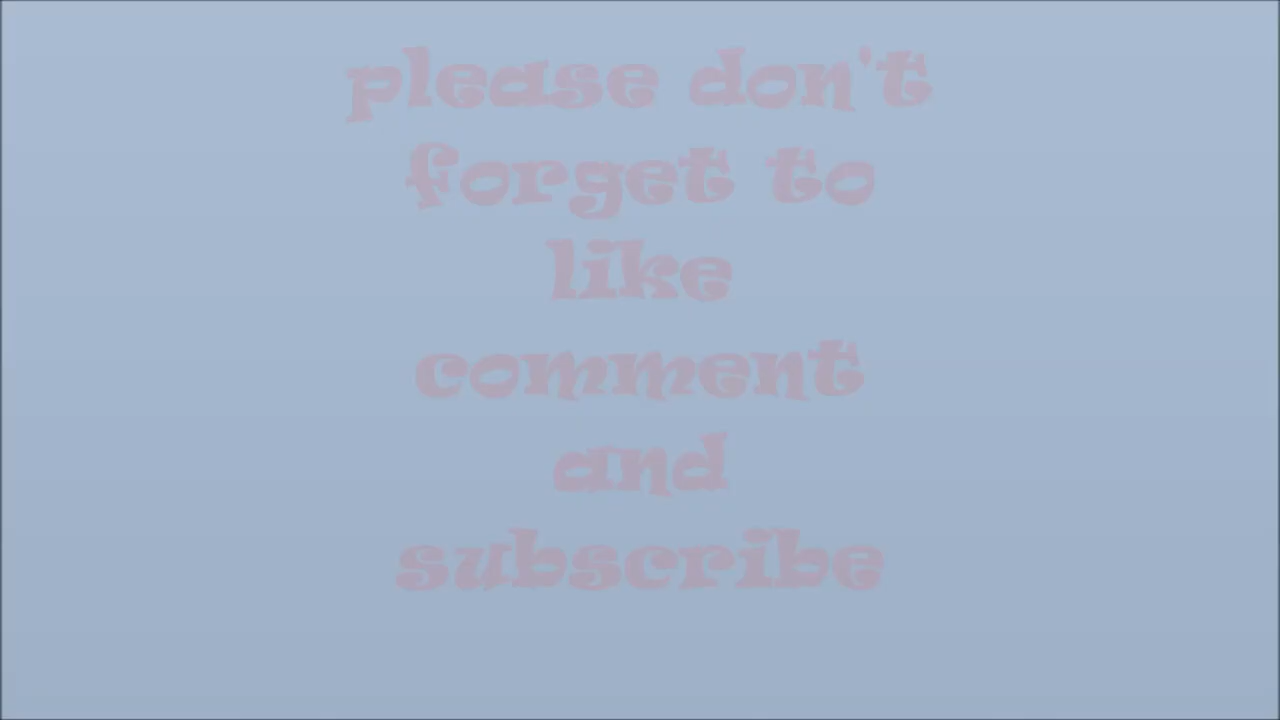 please don't
forget to
like
comment
and
subscribe